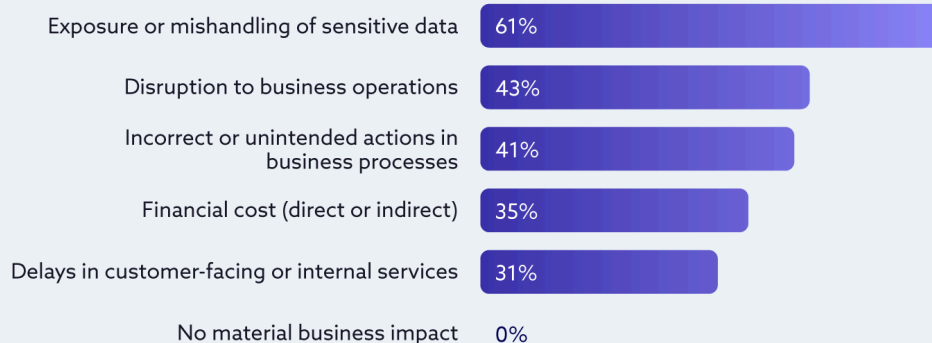 Exposure or mishandling of sensitive data 61%
Disruption to business operations 43%
Incorrect or unintended actions in
business processes 41%
Financial cost (direct or indirect) 35%
Delays in customer-facing or internal services 31%
No material business impact 0%